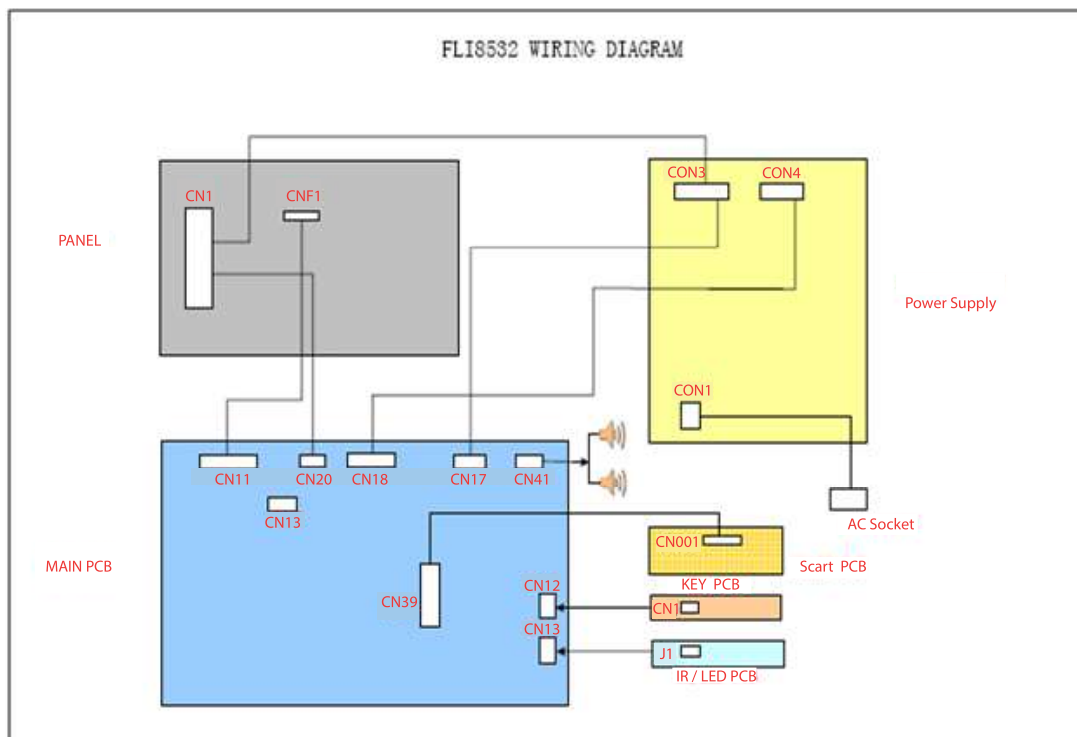 FLI8532 WIRING DIAGRAM
CON3
CON4
CN1
CNF1
PANEL
Power Supply
CON1
CN11
CN20
CN18
CN17
CN41
CN13
AC Socket
CN001
MAIN PCB
Scart PCB
KEY PCB
CN12
CN39
CN1
CN13
J1
IR / LED PCB